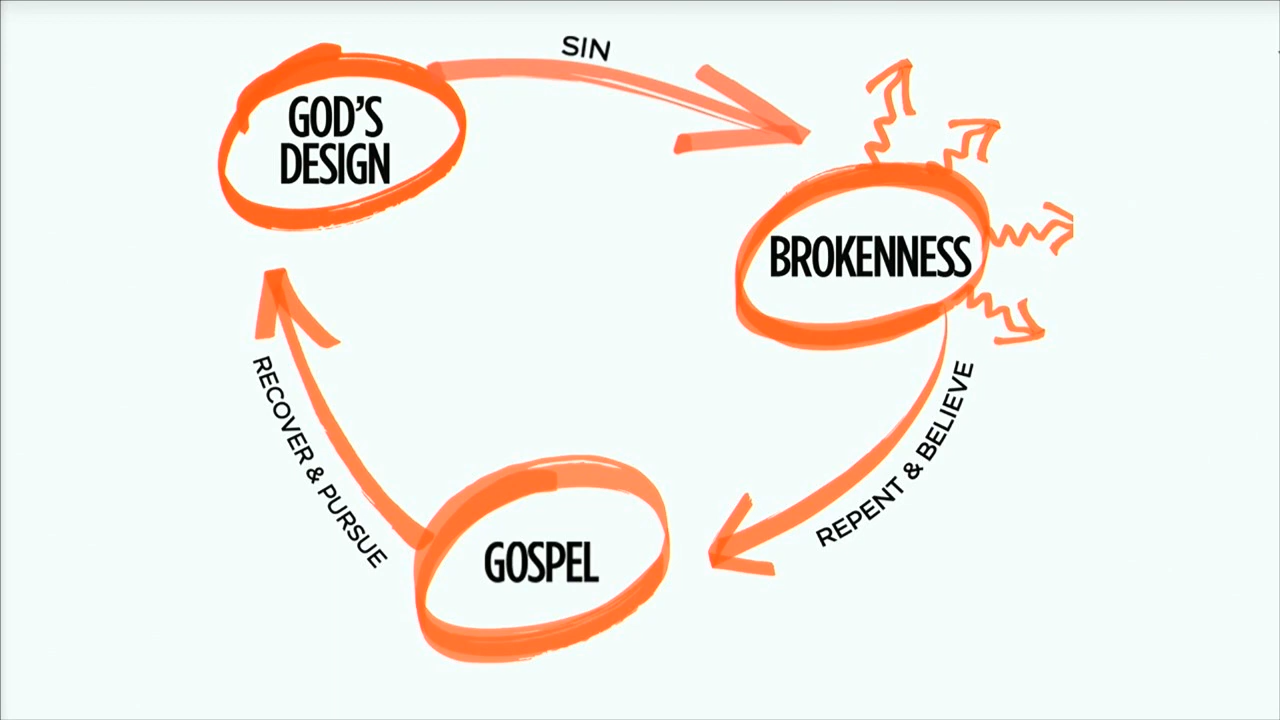 SIN
GOD'S
DESIGN
BROKENNESS
REPENT & BELIEVE
GOSPEL
RECOVER & PURSUE